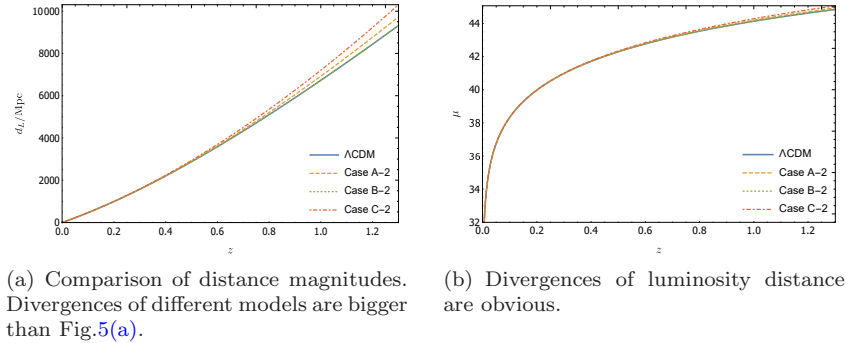 10000
8000
6000
4000
2000
0
d_L/Mpc
0.0 0.2 0.4 0.6 0.8 1.0 1.2
z
ΛCDM
Case A-2
Case B-2
Case C-2
44
42
40
38
36
34
32
μ
0.0 0.2 0.4 0.6 0.8 1.0 1.2
z
ΛCDM
Case A-2
Case B-2
Case C-2
(a) Comparison of distance magnitudes.
Divergences of different models are bigger
than Fig.5(a).
(b) Divergences of luminosity distance
are obvious.